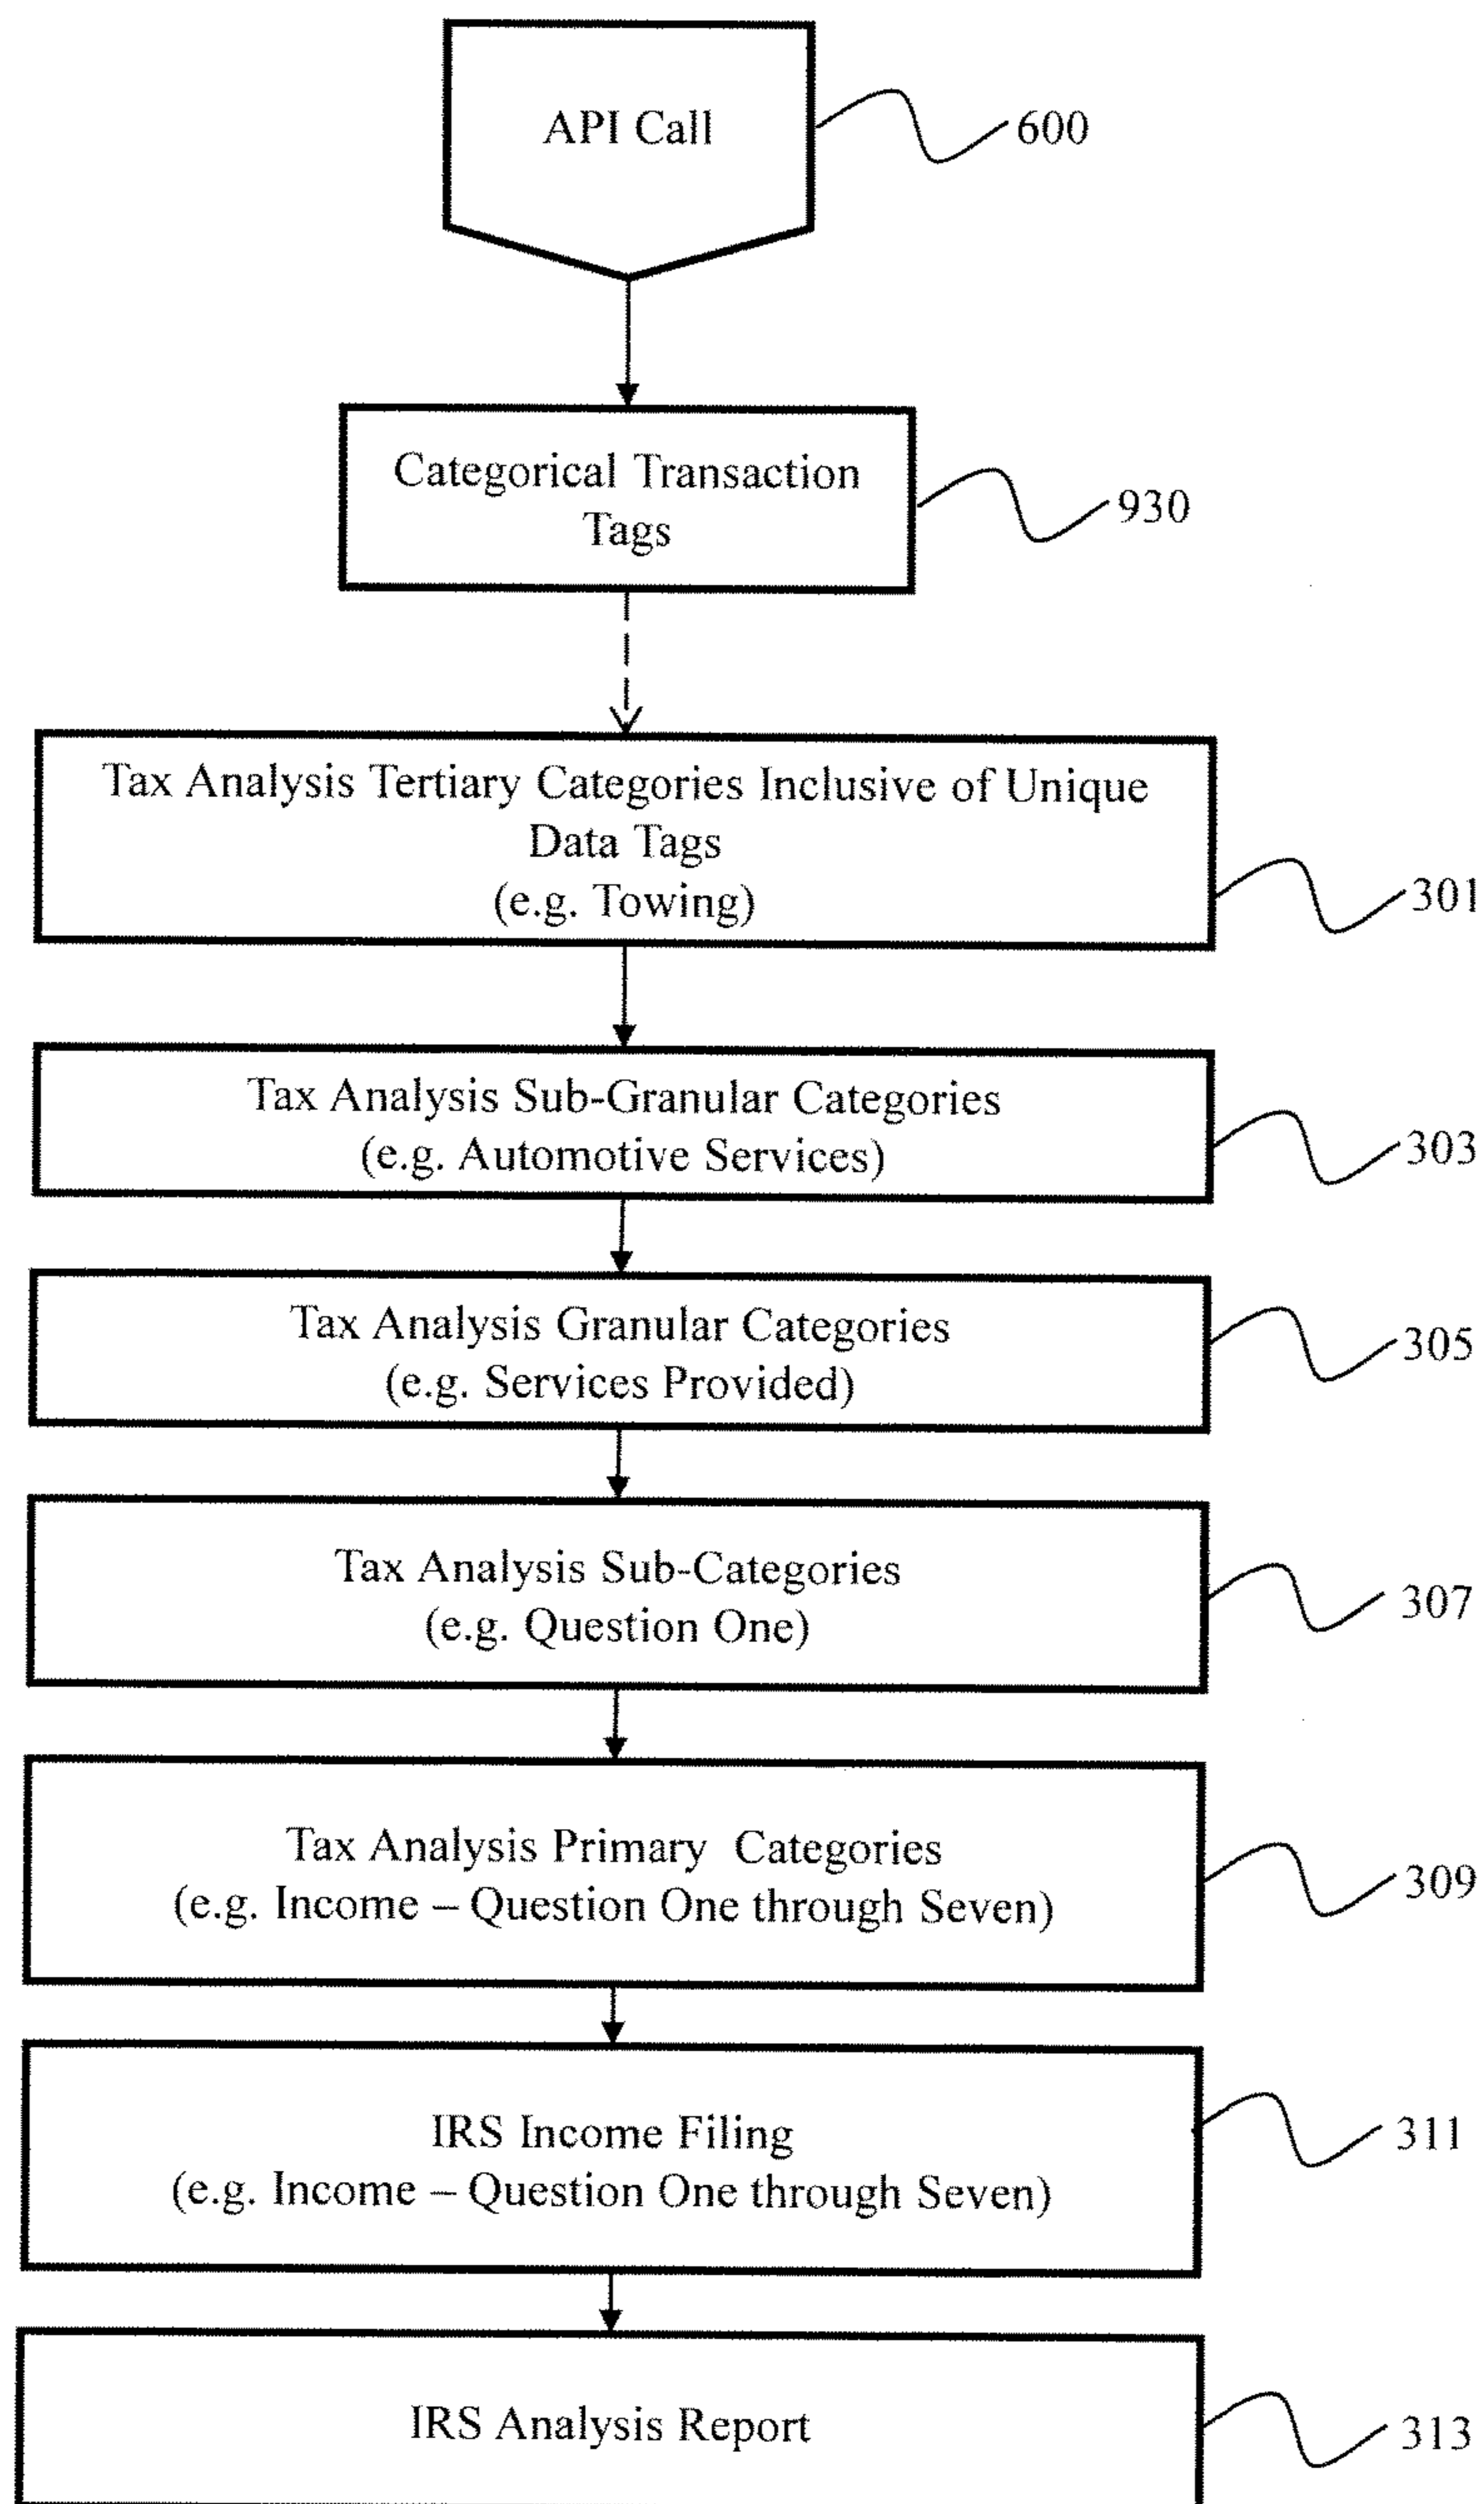 API Call
600
Categorical Transaction
Tags
930
Tax Analysis Tertiary Categories Inclusive of Unique
Data Tags
(e.g. Towing)
301
Tax Analysis Sub-Granular Categories
(e.g. Automotive Services)
303
Tax Analysis Granular Categories
(e.g. Services Provided)
305
Tax Analysis Sub-Categories
(e.g. Question One)
307
Tax Analysis Primary Categories
(e.g. Income – Question One through Seven)
309
IRS Income Filing
(e.g. Income – Question One through Seven)
311
IRS Analysis Report
313